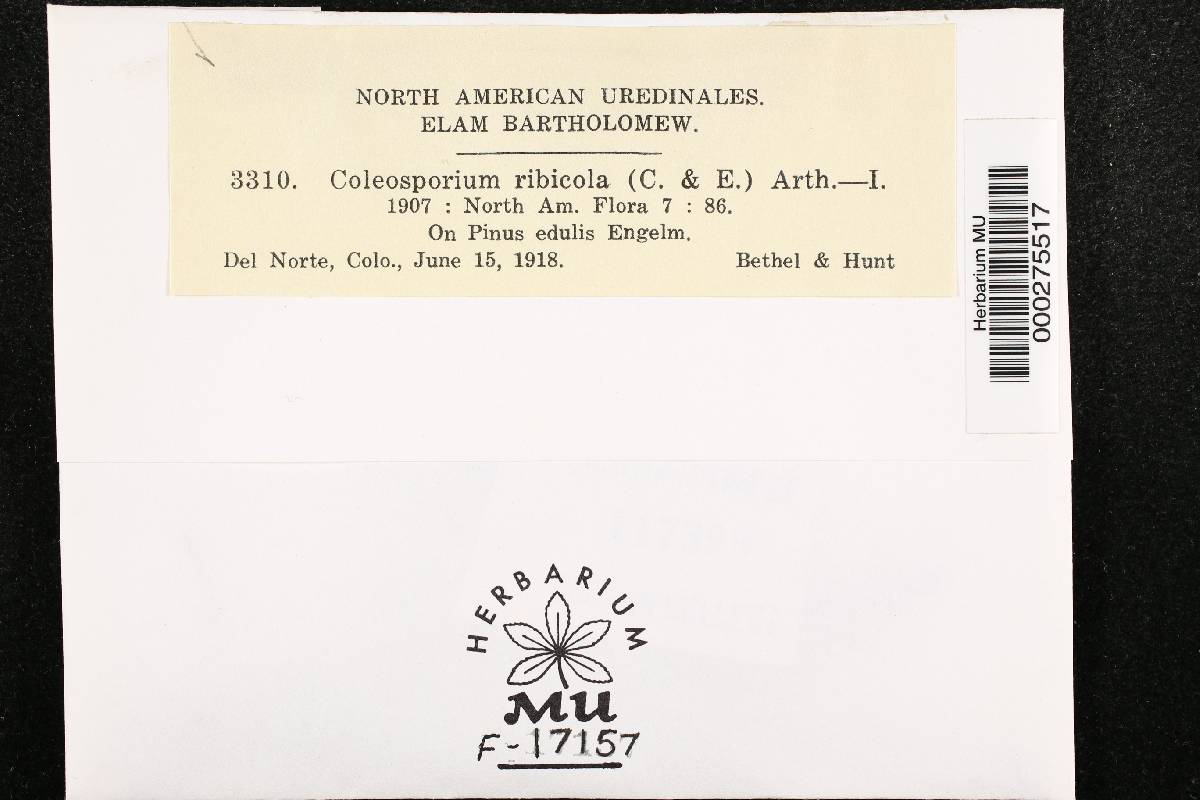 NORTH AMERICAN UREDINALES.
ELAM BARTHOLOMEW.
3310. Coleosporium ribicola (C. & E.) Arth.—I.
1907 : North Am. Flora 7 : 86.
On Pinus edulis Engelm.
Del Norte, Colo., June 15, 1918. Bethel & Hunt
Herbarium MU
000275517
HERBARIUM
MU
F-17157